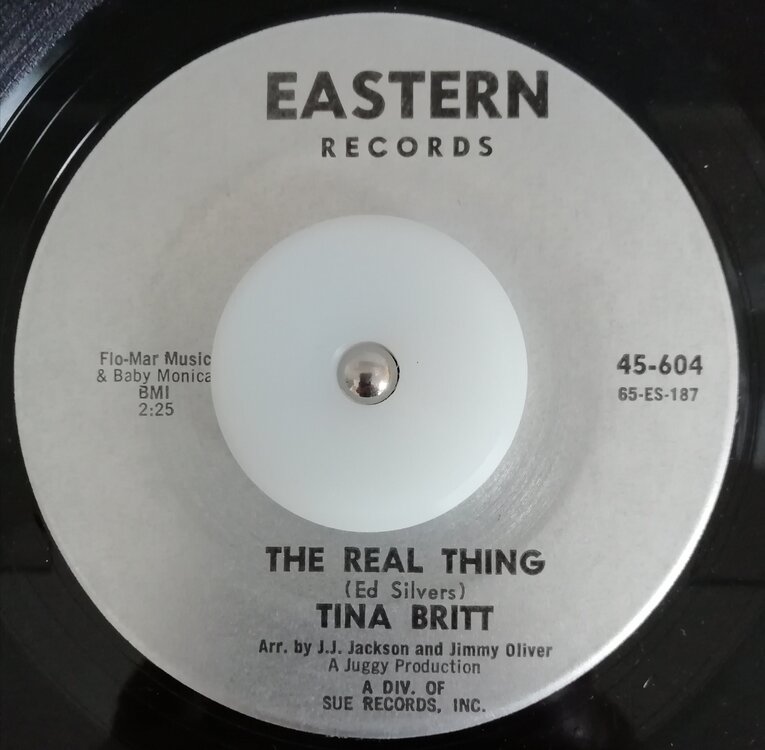 EASTERN
RECORDS
Flo-Mar Music
& Baby Monica
BMI
2:25
45-604
65-ES-187
THE REAL THING
(Ed Silvers)
TINA BRITT
Arr. by J.J. Jackson and Jimmy Oliver
A Juggy Production
A DIV. OF
SUE RECORDS, INC.